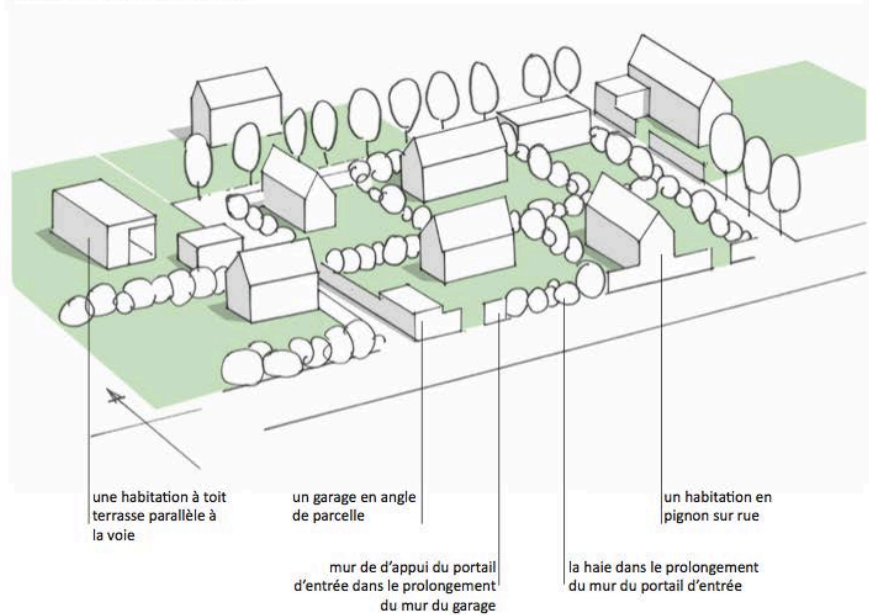 une habitation à toit
terrasse parallèle à
la voie
un garage en angle
de parcelle
un habitation en
pignon sur rue
mur de d'appui du portail
d'entrée dans le prolongement
du mur du garage
la haie dans le prolongement
du mur du portail d'entrée